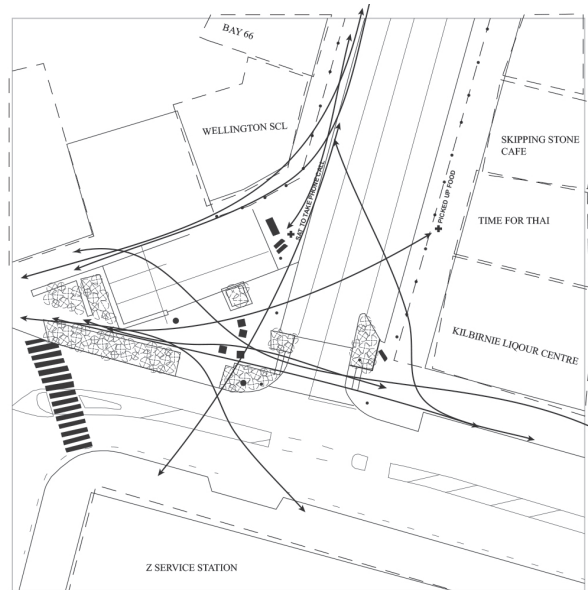 BAY 66
WELLINGTON SCL
SKIPPING STONE
CAFE
SAT TO TAKE PHONE CALL
PICKED UP FOOD
TIME FOR THAI
KILBIRNIE LIQOUR CENTRE
Z SERVICE STATION